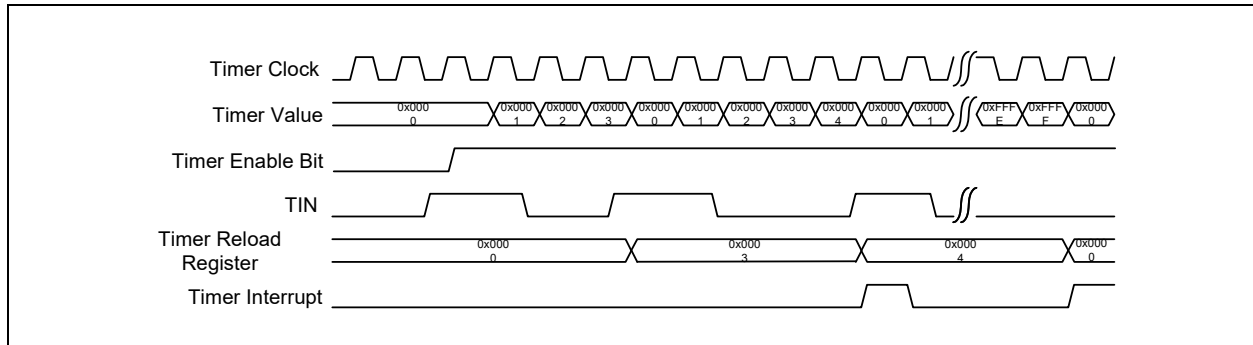 Timer Clock
Timer Value
0x000 0x000 0x000 0x000 0x000 0x000 0x000 0x000 0x000 0x000 0x000 0xFFF 0xFFF 0x000
0 1 2 3 0 1 2 3 4 0 1 E F 0
Timer Enable Bit
TIN
Timer Reload
Register
0x000 0x000 0x000 0x000
0 3 4 0
Timer Interrupt